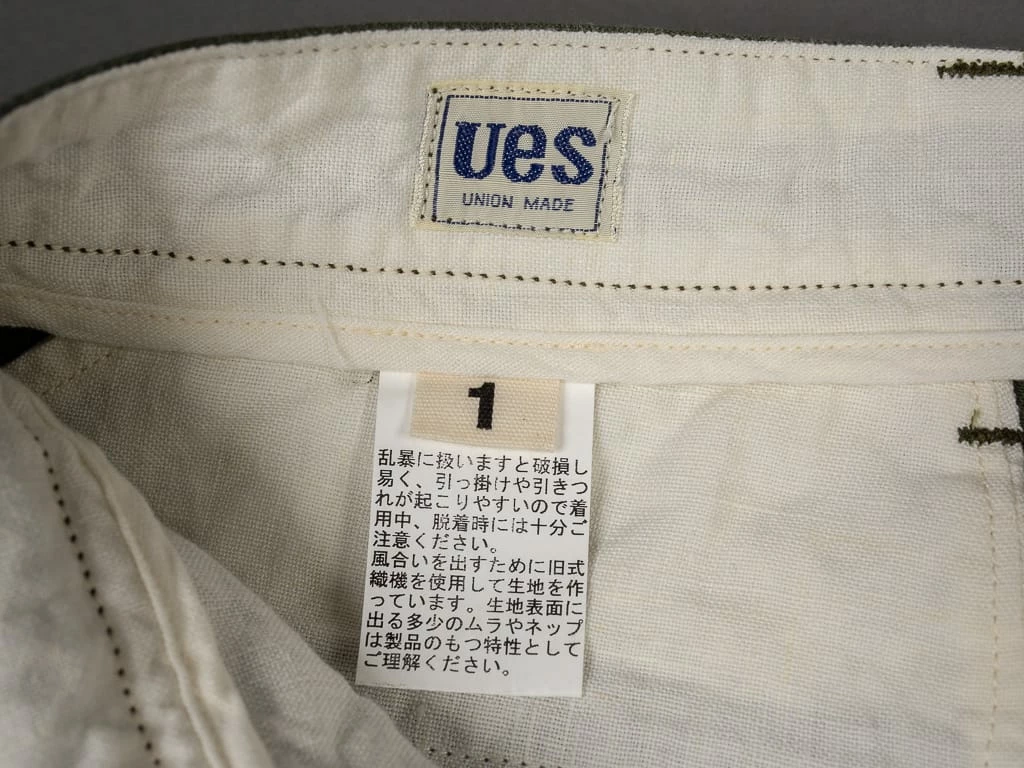 ues
UNION MADE
1
乱暴に扱いますと破損し
易く、引っ掛けや引きつ
れが起こりやすいので着
用中、脱着時には十分ご
注意ください。
風合いを出すために旧式
織機を使用して生地を作
っています。生地表面に
出る多少のムラやネップ
は製品のもつ特性として
ご理解ください。